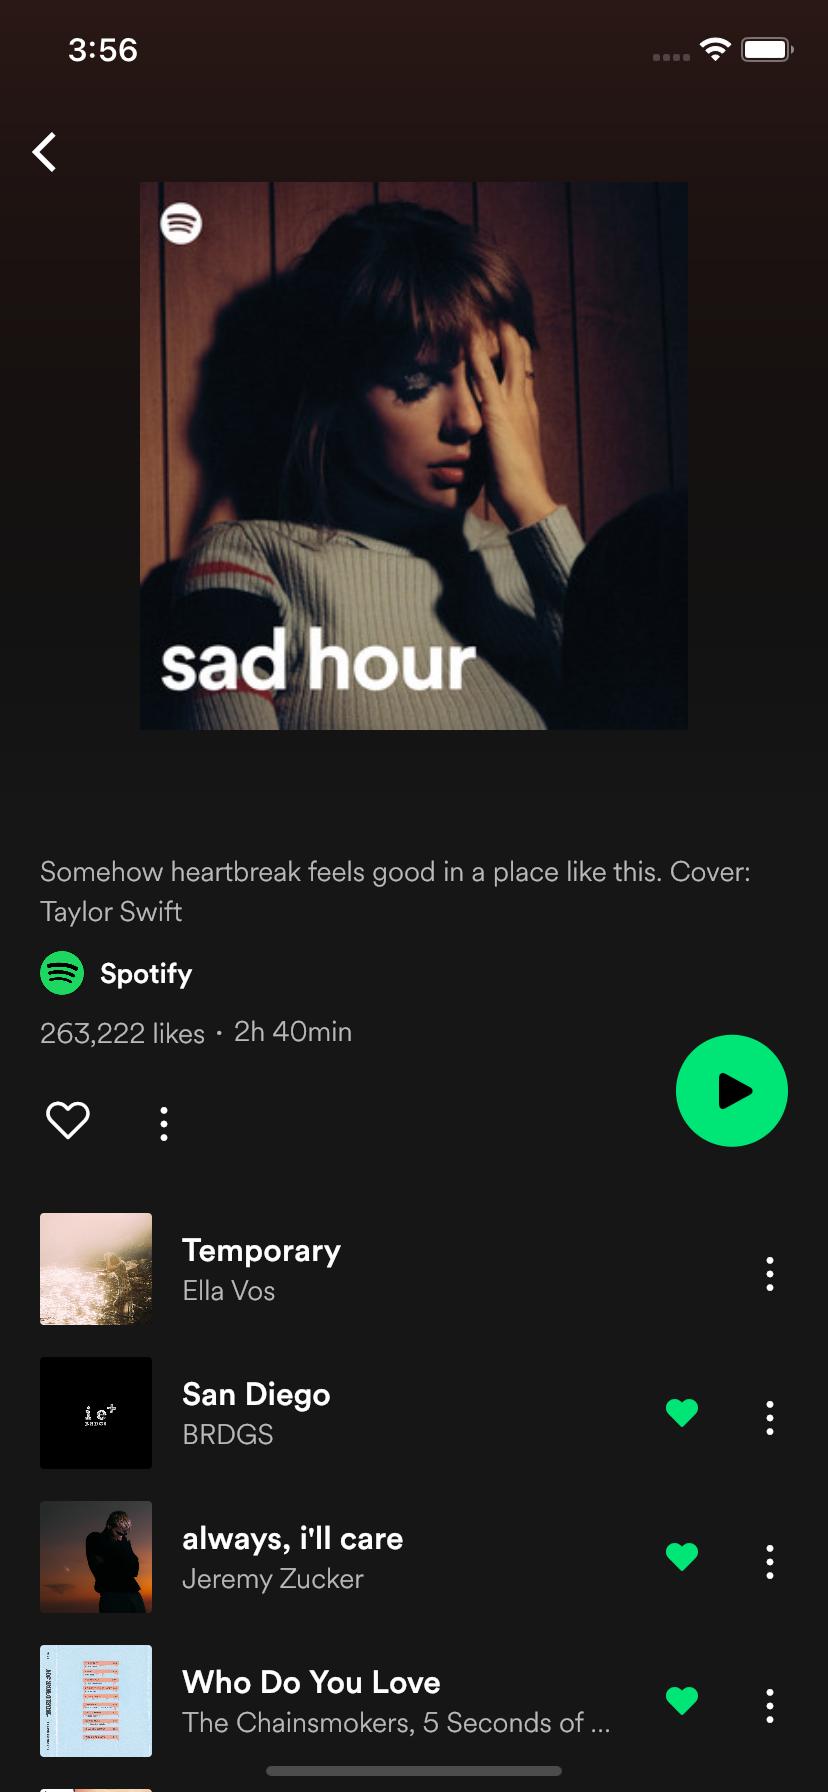 3:56
sad hour
Somehow heartbreak feels good in a place like this. Cover:
Taylor Swift
Spotify
263,222 likes • 2h 40min
Temporary
Ella Vos
San Diego
BRDGS
always, i'll care
Jeremy Zucker
Who Do You Love
The Chainsmokers, 5 Seconds of ...